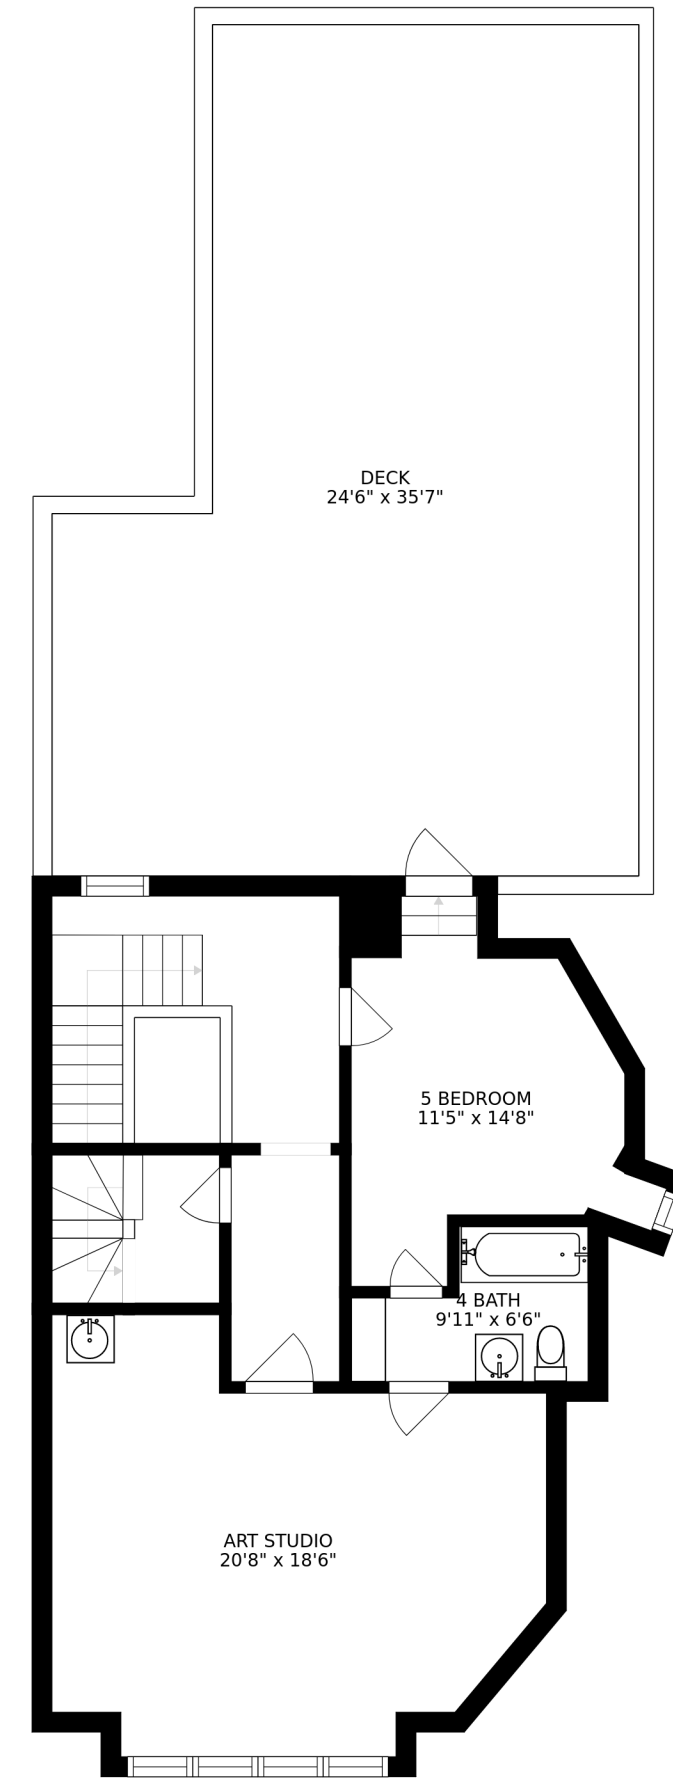 DECK
24'6" x 35'7"
5 BEDROOM
11'5" x 14'8"
4 BATH
9'11" x 6'6"
ART STUDIO
20'8" x 18'6"